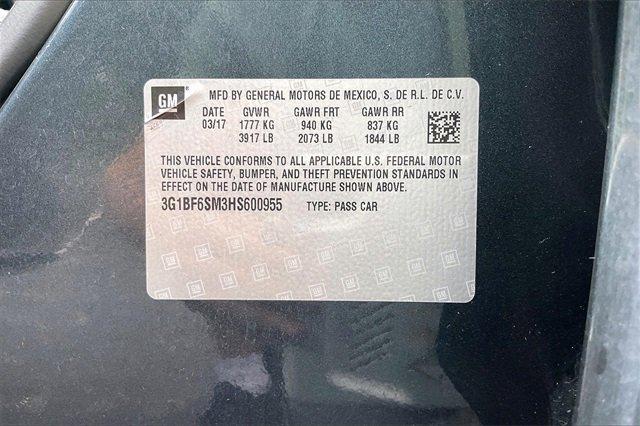 GM MFD BY GENERAL MOTORS DE MEXICO, S. DE R.L. DE C.V.
DATE GVWR GAWR FRT GAWR RR
03/17 1777 KG 940 KG 837 KG
3917 LB 2073 LB 1844 LB
THIS VEHICLE CONFORMS TO ALL APPLICABLE U.S. FEDERAL MOTOR
VEHICLE SAFETY, BUMPER, AND THEFT PREVENTION STANDARDS IN
EFFECT ON THE DATE OF MANUFACTURE SHOWN ABOVE.
3G1BF6SM3HS600955 TYPE: PASS CAR